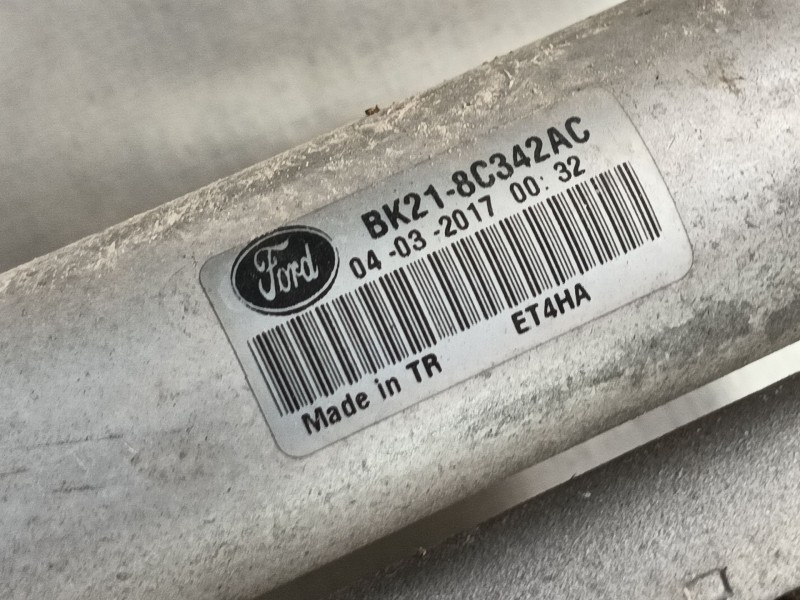 BK21-8C342AC
Ford
04 -03 -2017 00: 32
ET4HA
Made in TR